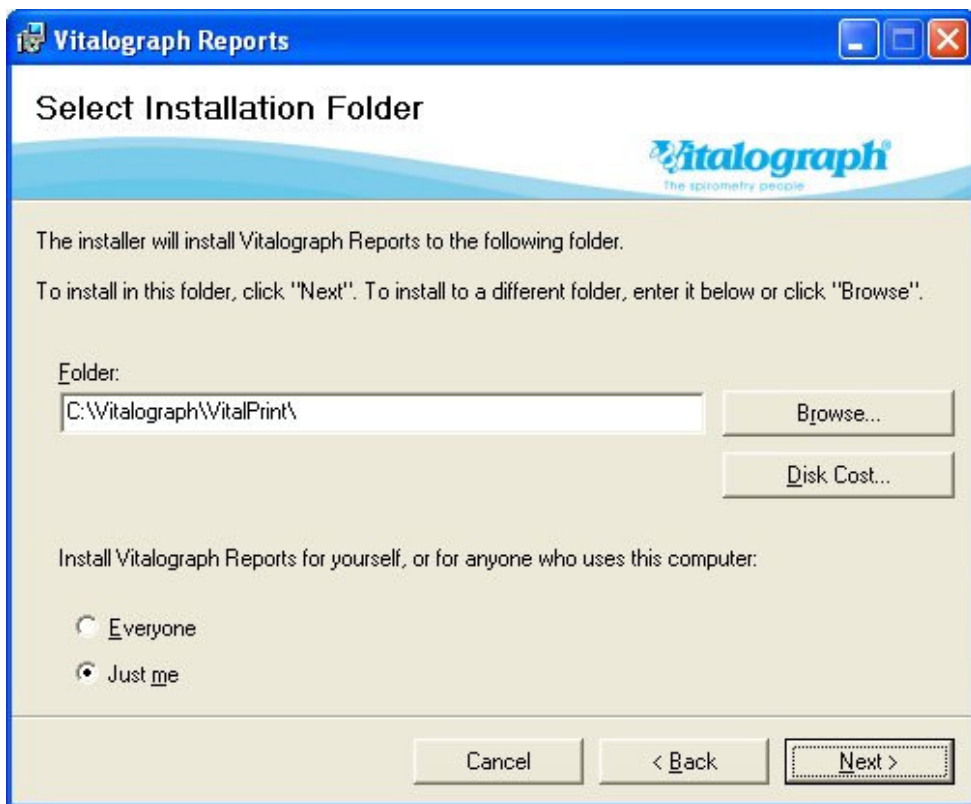 Vitalograph Reports
Select Installation Folder
Vitalograph®
The spirometry people
The installer will install Vitalograph Reports to the following folder.
To install in this folder, click "Next". To install to a different folder, enter it below or click "Browse".
Folder:
C:\Vitalograph\VitalPrint\
Browse...
Disk Cost...
Install Vitalograph Reports for yourself, or for anyone who uses this computer:
Everyone
Just me
Cancel
< Back
Next >